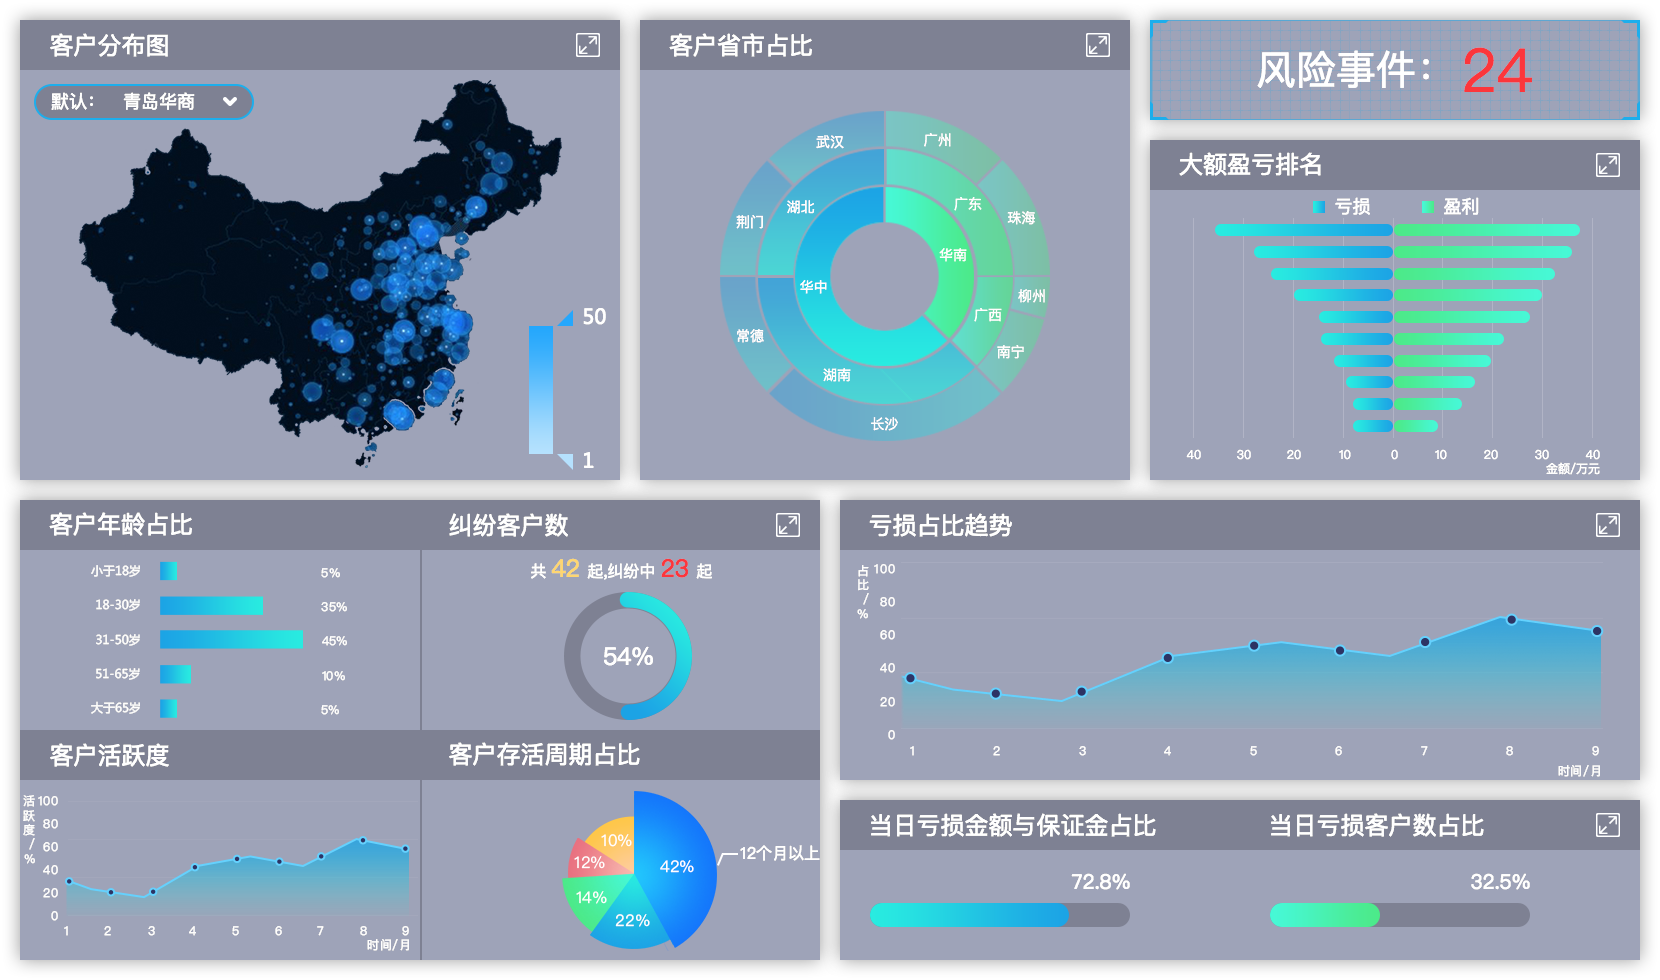 客户分布图
默认： 青岛华商
50
1
客户省市占比
武汉
广州
湖北
广东
荆门
珠海
华南
华中
柳州
广西
常德
南宁
湖南
长沙
风险事件： 24
大额盈亏排名
亏损 盈利
40 30 20 10 0 10 20 30 40
金额/万元
客户年龄占比
小于18岁 5%
18-30岁 35%
31-50岁 45%
51-65岁 10%
大于65岁 5%
纠纷客户数
共 42 起,纠纷中 23 起
54%
客户活跃度
活跃度/%
100
80
60
40
20
0
1 2 3 4 5 6 7 8 9
时间/月
客户存活周期占比
10%
12%
42%
12个月以上
14%
22%
亏损占比趋势
占比/%
100
80
60
40
20
0
1 2 3 4 5 6 7 8 9
时间/月
当日亏损金额与保证金占比
72.8%
当日亏损客户数占比
32.5%